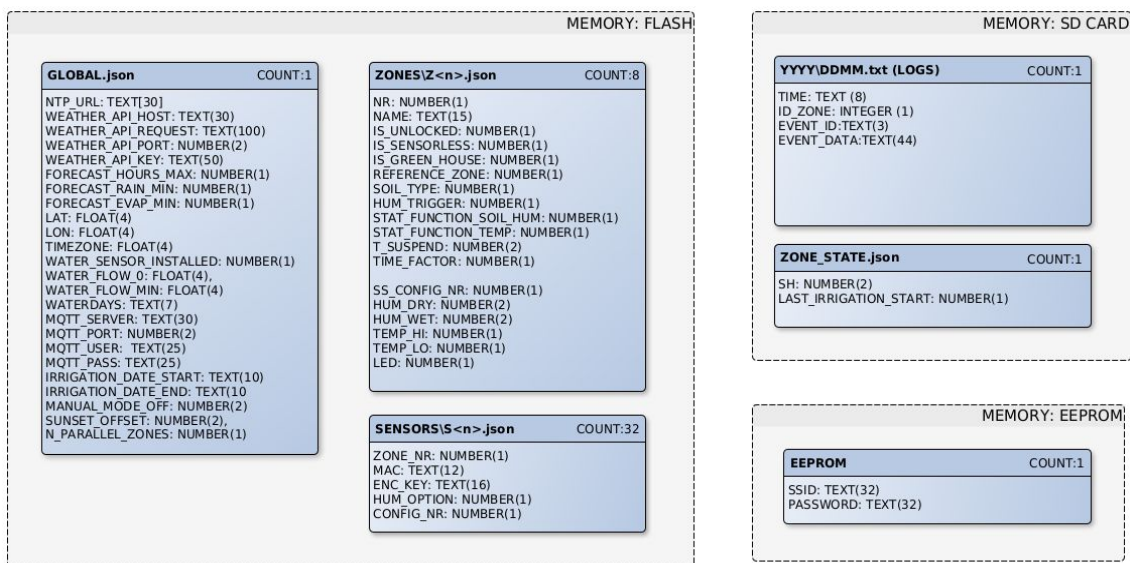 MEMORY: FLASH
GLOBAL.json COUNT:1
NTP_URL: TEXT[30]
WEATHER_API_HOST: TEXT(30)
WEATHER_API_REQUEST: TEXT(100)
WEATHER_API_PORT: NUMBER(2)
WEATHER_API_KEY: TEXT(50)
FORECAST_HOURS_MAX: NUMBER(1)
FORECAST_RAIN_MIN: NUMBER(1)
FORECAST_EVAP_MIN: NUMBER(1)
LAT: FLOAT(4)
LON: FLOAT(4)
TIMEZONE: FLOAT(4)
WATER_SENSOR_INSTALLED: NUMBER(1)
WATER_FLOW_0: FLOAT(4),
WATER_FLOW_MIN: FLOAT(4)
WATERDAYS: TEXT(7)
MQTT_SERVER: TEXT(30)
MQTT_PORT: NUMBER(2)
MQTT_USER:  TEXT(25)
MQTT_PASS: TEXT(25)
IRRIGATION_DATE_START: TEXT(10)
IRRIGATION_DATE_END: TEXT(10
MANUAL_MODE_OFF: NUMBER(2)
SUNSET_OFFSET: NUMBER(2),
N_PARALLEL_ZONES: NUMBER(1)
ZONES\Z<n>.json COUNT:8
NR: NUMBER(1)
NAME: TEXT(15)
IS_UNLOCKED: NUMBER(1)
IS_SENSORLESS: NUMBER(1)
IS_GREEN_HOUSE: NUMBER(1)
REFERENCE_ZONE: NUMBER(1)
SOIL_TYPE: NUMBER(1)
HUM_TRIGGER: NUMBER(1)
STAT_FUNCTION_SOIL_HUM: NUMBER(1)
STAT_FUNCTION_TEMP: NUMBER(1)
T_SUSPEND: NUMBER(2)
TIME_FACTOR: NUMBER(1)
SS_CONFIG_NR: NUMBER(1)
HUM_DRY: NUMBER(2)
HUM_WET: NUMBER(2)
TEMP_HI: NUMBER(1)
TEMP_LO: NUMBER(1)
LED: NUMBER(1)
SENSORS\S<n>.json COUNT:32
ZONE_NR: NUMBER(1)
MAC: TEXT(12)
ENC_KEY: TEXT(16)
HUM_OPTION: NUMBER(1)
CONFIG_NR: NUMBER(1)
MEMORY: SD CARD
YYYY\DDMM.txt (LOGS) COUNT:1
TIME: TEXT (8)
ID_ZONE: INTEGER (1)
EVENT_ID:TEXT(3)
EVENT_DATA:TEXT(44)
ZONE_STATE.json COUNT:1
SH: NUMBER(2)
LAST_IRRIGATION_START: NUMBER(1)
MEMORY: EEPROM
EEPROM COUNT:1
SSID: TEXT(32)
PASSWORD: TEXT(32)